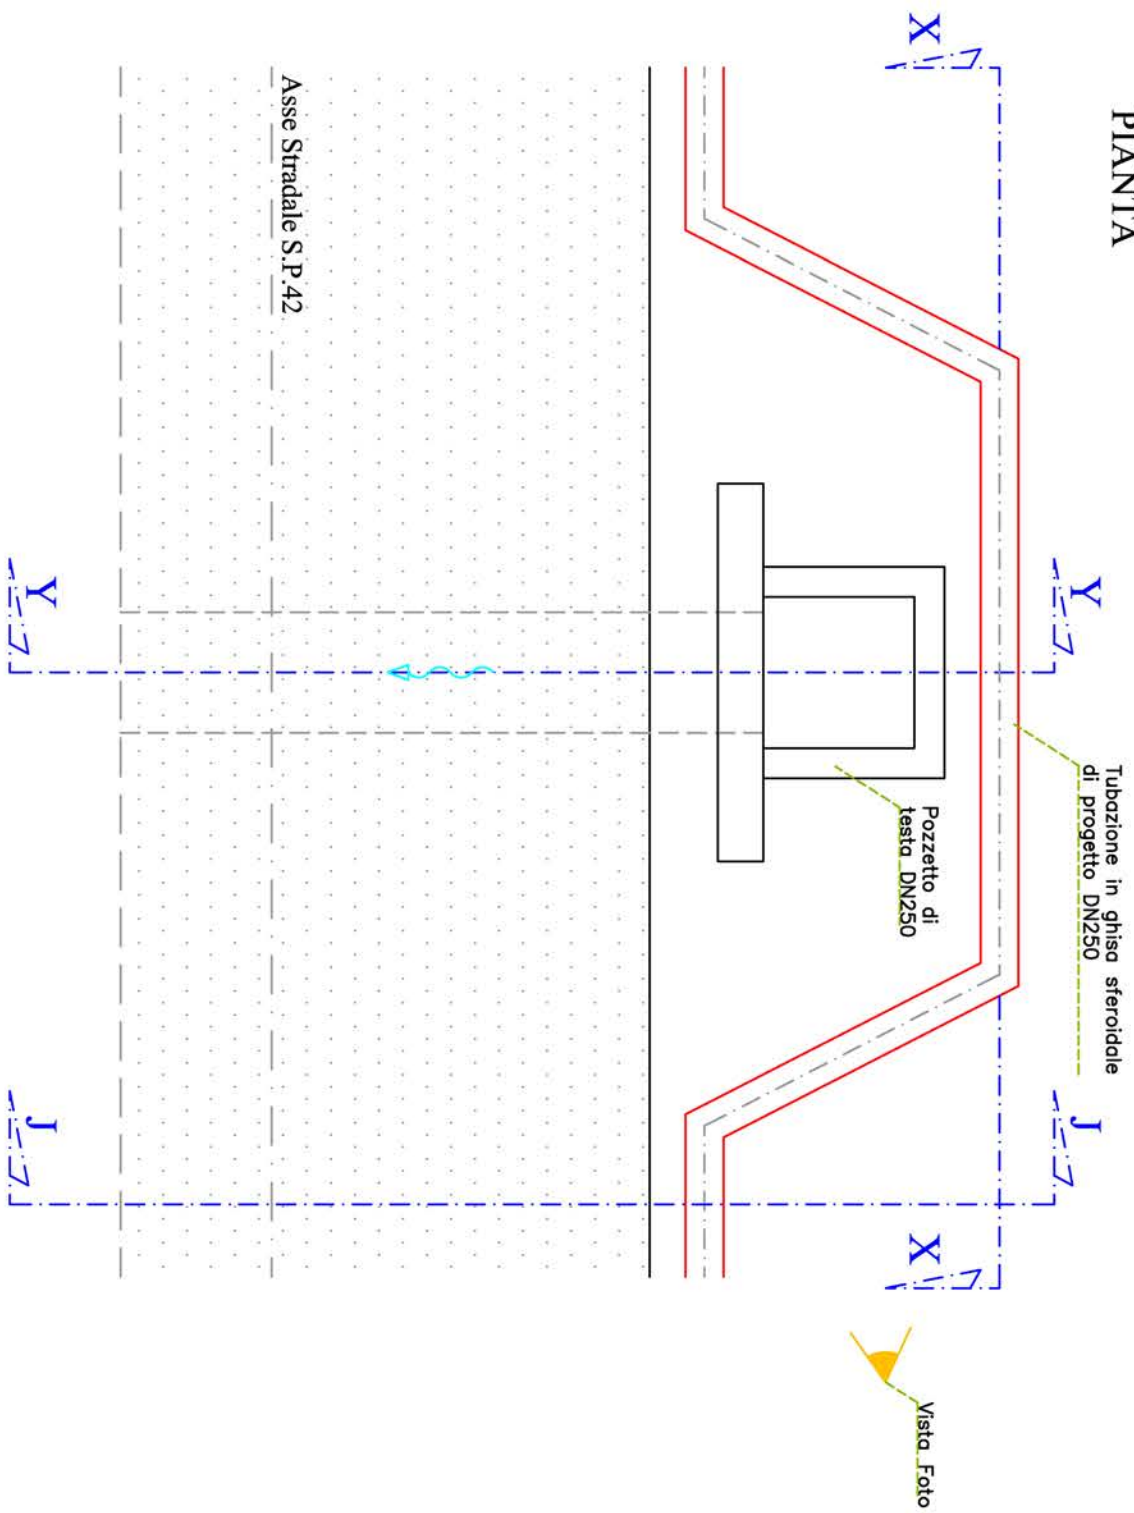 PIANTA
X
X
Y
J
Tubazione in ghisa sferoidale
di progetto DN250
Pozzetto di
testa DN250
Vista Foto
Asse Stradale S.P.42
Y
J